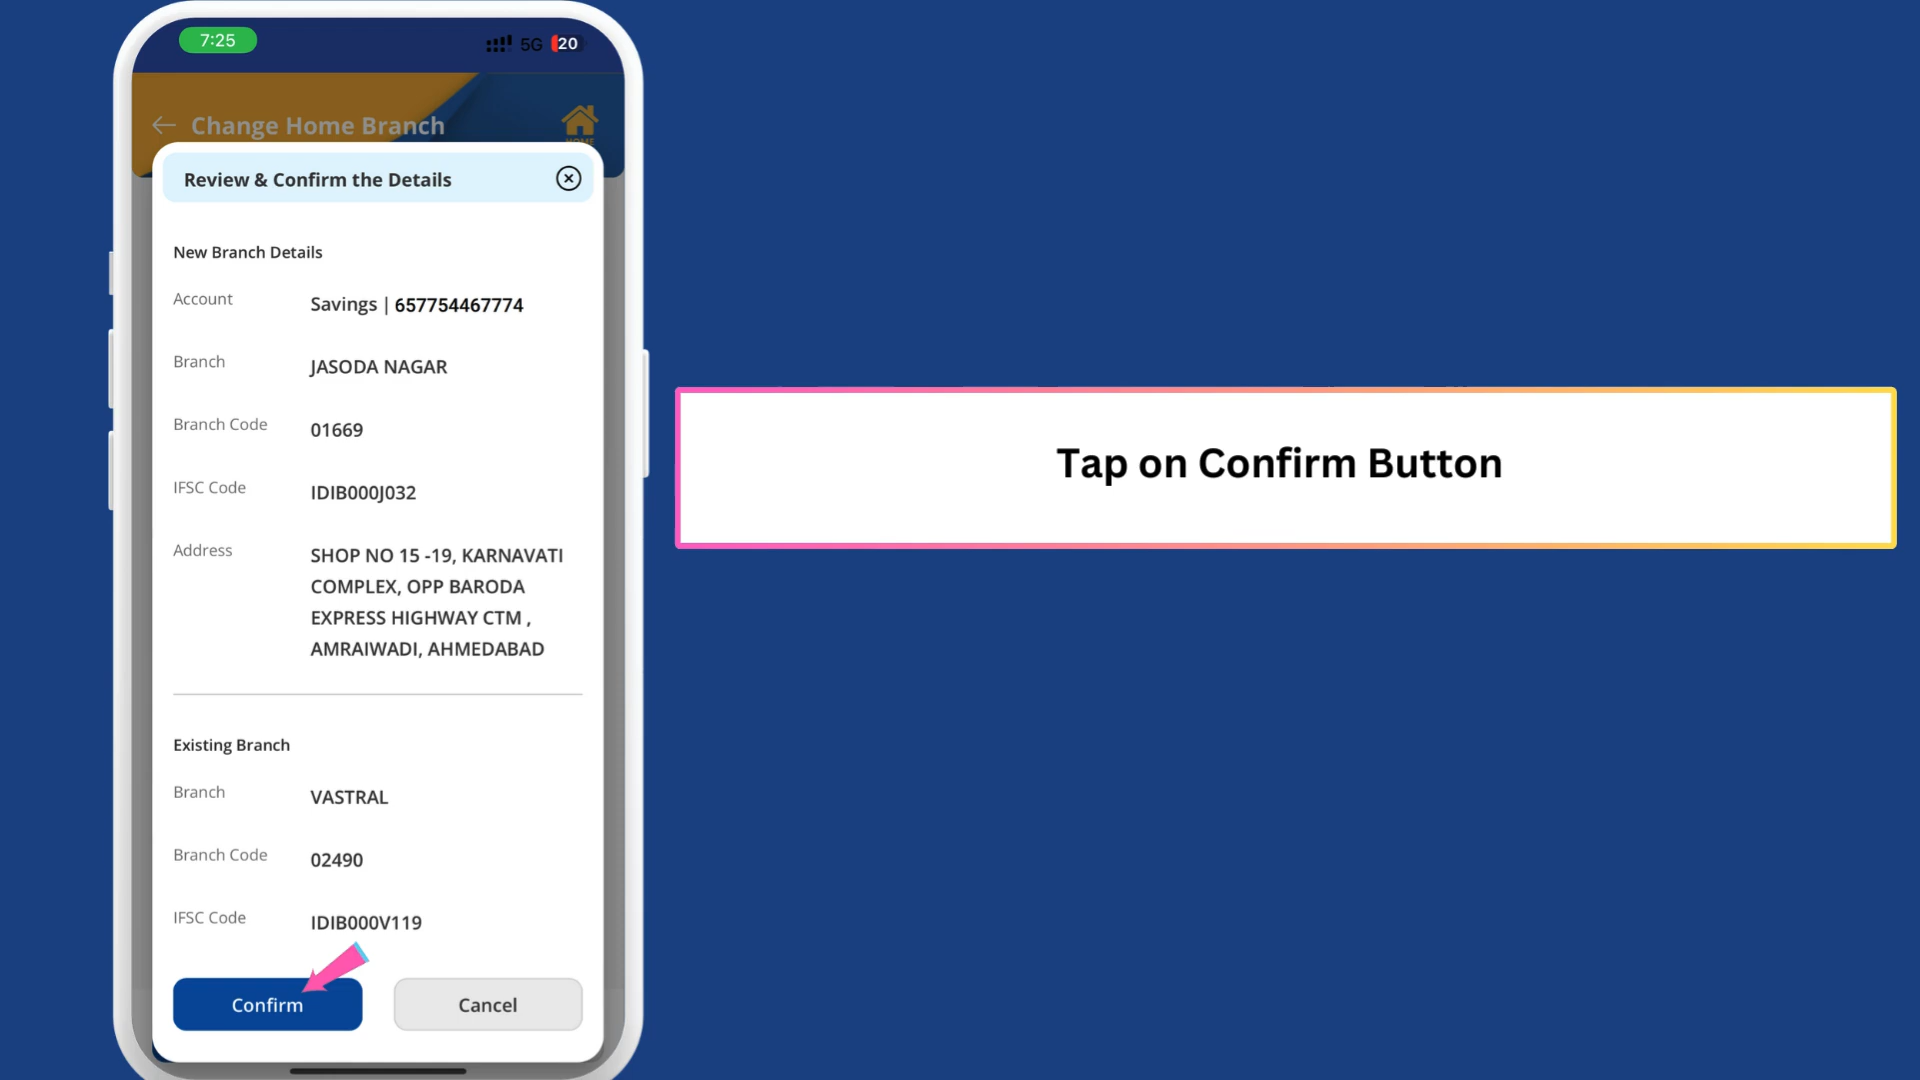 7:25
5G 20
Change Home Branch
HOME
Review & Confirm the Details
New Branch Details
Account Savings | 657754467774
Branch JASODA NAGAR
Branch Code 01669
IFSC Code IDIB000J032
Address SHOP NO 15 -19, KARNAVATI
COMPLEX, OPP BARODA
EXPRESS HIGHWAY CTM ,
AMRAIWADI, AHMEDABAD
Existing Branch
Branch VASTRAL
Branch Code 02490
IFSC Code IDIB000V119
Confirm Cancel
Tap on Confirm Button